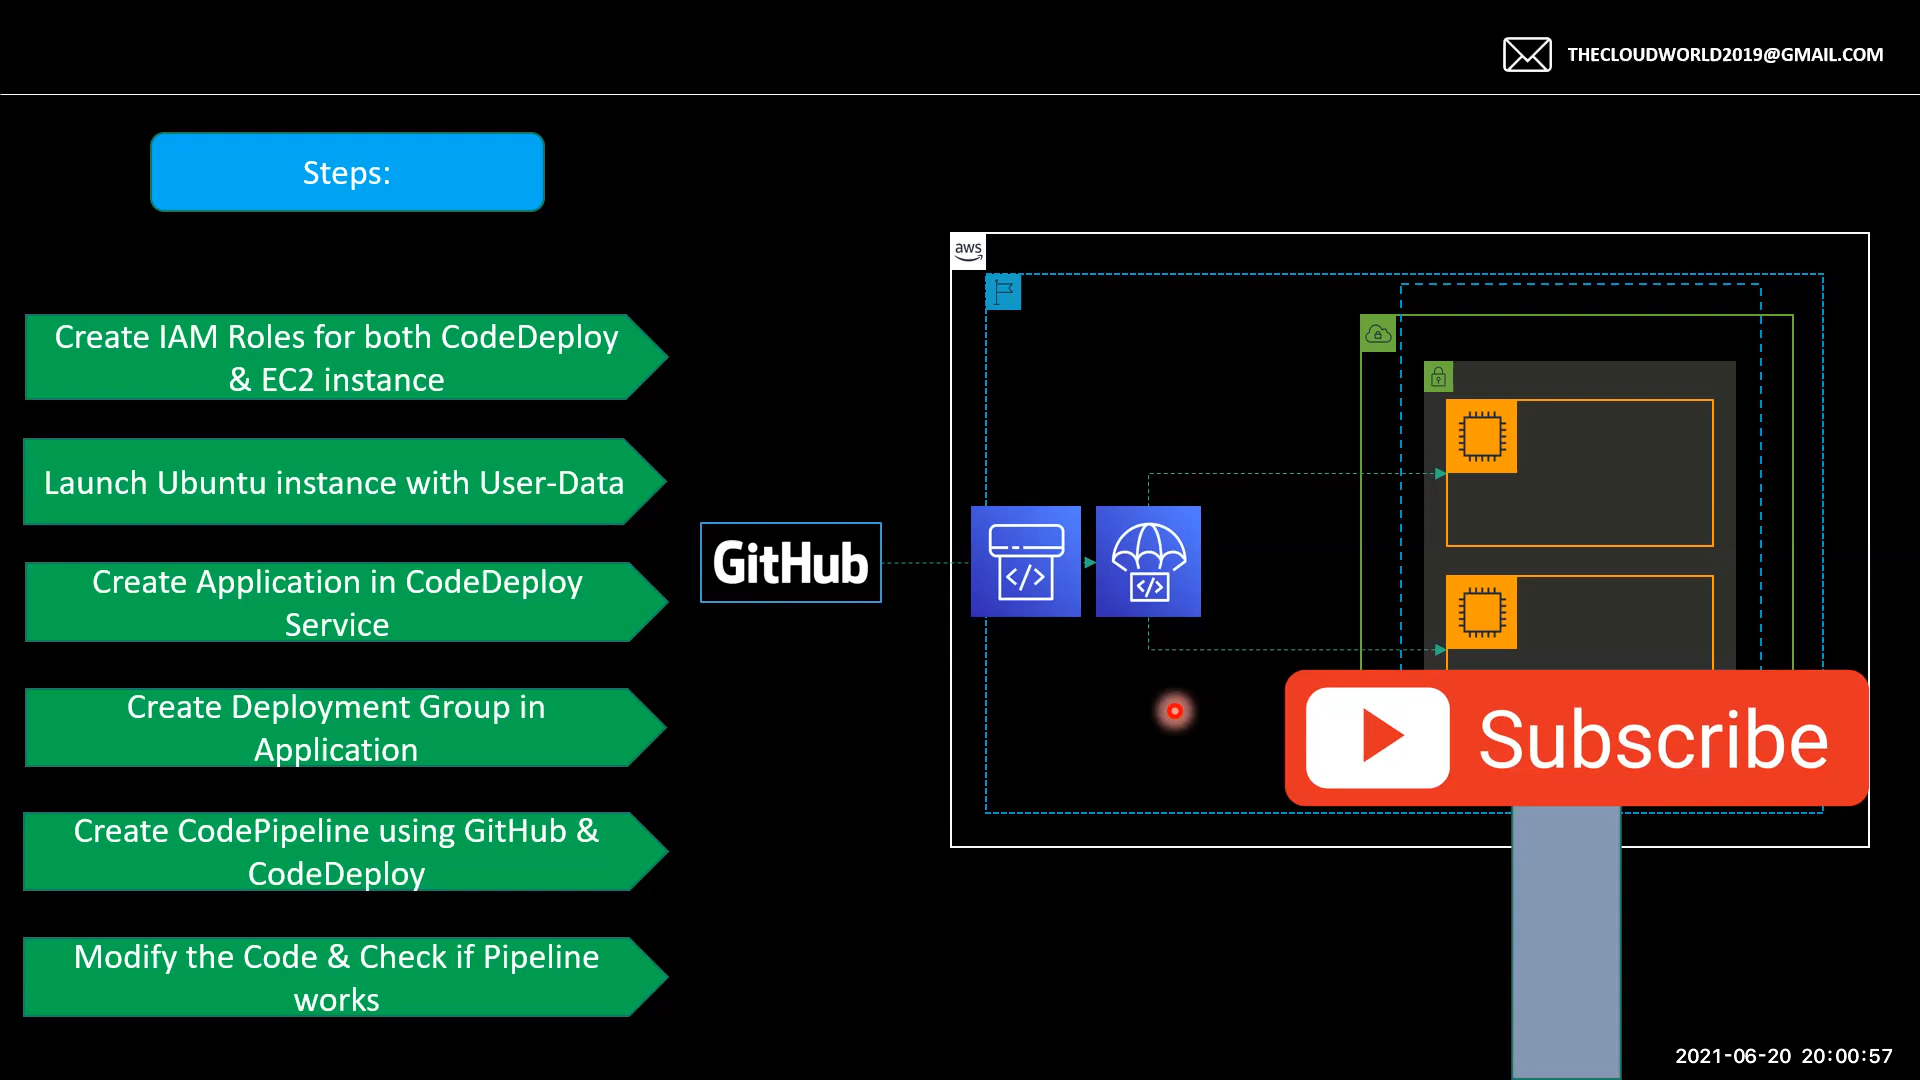 THECLOUDWORLD2019@GMAIL.COM
Steps:
Create IAM Roles for both CodeDeploy
& EC2 instance
Launch Ubuntu instance with User-Data
Create Application in CodeDeploy
Service
Create Deployment Group in
Application
Create CodePipeline using GitHub &
CodeDeploy
Modify the Code & Check if Pipeline
works
GitHub
aws
</>
</>
Subscribe
2021-06-20 20:00:57